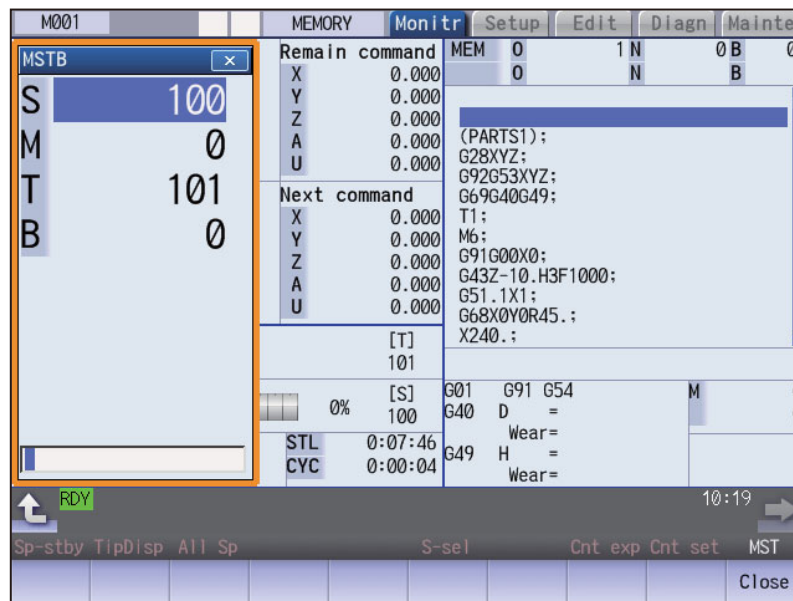 M001 MEMORY Monitr Setup Edit Diagn Mainte
MSTB ×
S 100
M 0
T 101
B 0
Remain command
X 0.000
Y 0.000
Z 0.000
A 0.000
U 0.000
Next command
X 0.000
Y 0.000
Z 0.000
A 0.000
U 0.000
[T]
101
0% [S]
100
STL 0:07:46
CYC 0:00:04
MEM O 1 N 0 B 0
O N B
(PARTS1);
G28XYZ;
G92G53XYZ;
G69G40G49;
T1;
M6;
G91G00X0;
G43Z-10.H3F1000;
G51.1X1;
G68X0Y0R45.;
X240.;
G01 G91 G54 M
G40 D =
Wear=
G49 H =
Wear=
RDY 10:19
Sp-stby TipDisp All Sp S-sel Cnt exp Cnt set MST
Close